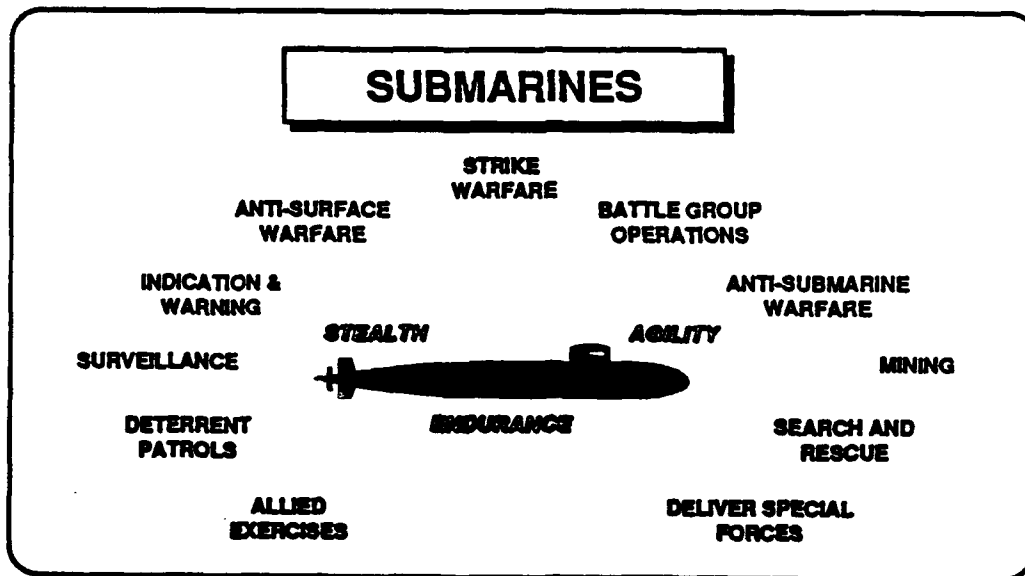 SUBMARINES
STRIKE
WARFARE
ANTI-SURFACE
WARFARE
BATTLE GROUP
OPERATIONS
INDICATION &
WARNING
ANTI-SUBMARINE
WARFARE
STEALTH
AGILITY
SURVEILLANCE
MINING
DETERRENT
PATROLS
ENDURANCE
SEARCH AND
RESCUE
ALLIED
EXERCISES
DELIVER SPECIAL
FORCES